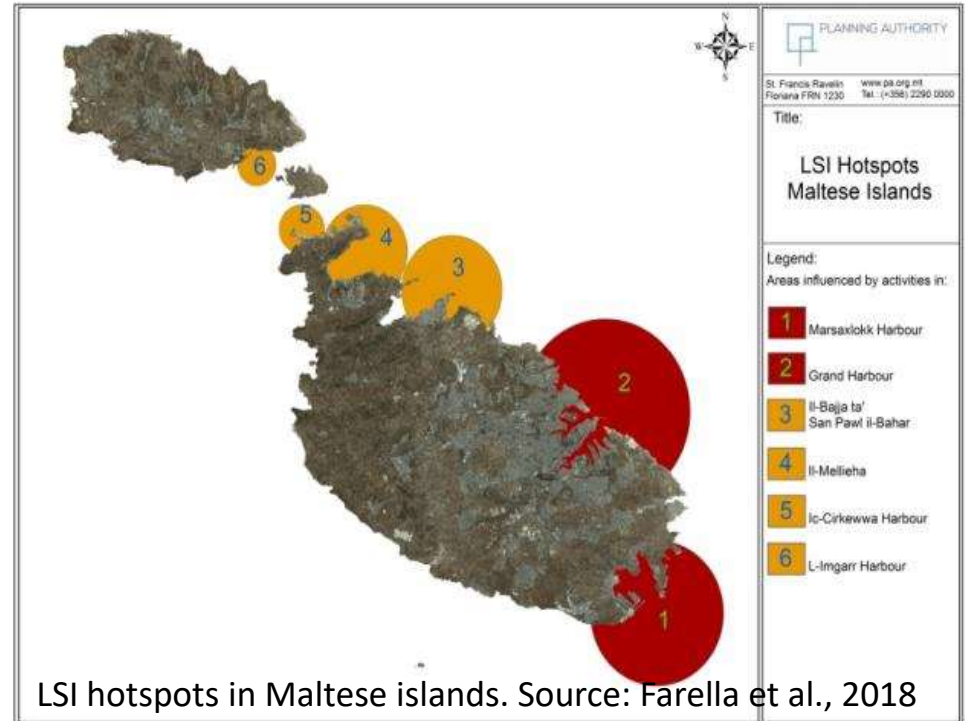 N
W E
S
PLANNING AUTHORITY
St. Francis Ravelin www.pa.org.mt
Floriana FRN 1230 Tel.: (+356) 2290 0000
Title:
LSI Hotspots
Maltese Islands
Legend:
Areas influenced by activities in:
1 Marsaxlokk Harbour
2 Grand Harbour
3 Il-Bajja ta'
San Pawl il-Bahar
4 Il-Mellieha
5 Ic-Cirkewwa Harbour
6 L-Imgarr Harbour
6
5
4
3
2
1
LSI hotspots in Maltese islands. Source: Farella et al., 2018